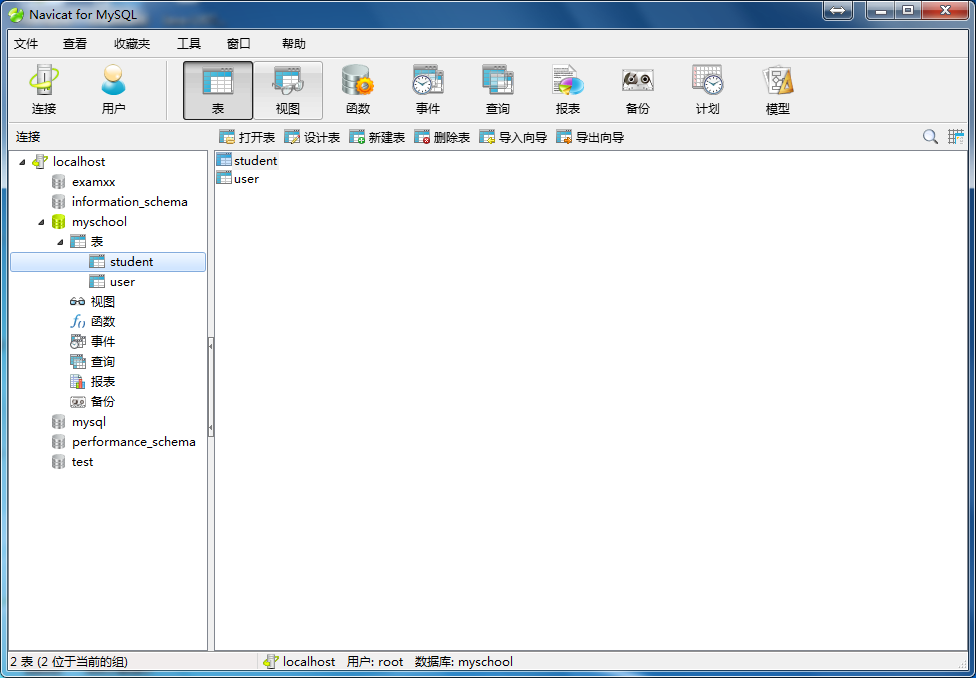 Navicat for MySQL
文件 查看 收藏夹 工具 窗口 帮助
连接 用户 表 视图 函数 事件 查询 报表 备份 计划 模型
连接 打开表 设计表 新建表 删除表 导入向导 导出向导
localhost
examxx
information_schema
myschool
表
student
user
视图
函数
事件
查询
报表
备份
mysql
performance_schema
test
student
user
2 表 (2 位于当前的组) localhost 用户: root 数据库: myschool